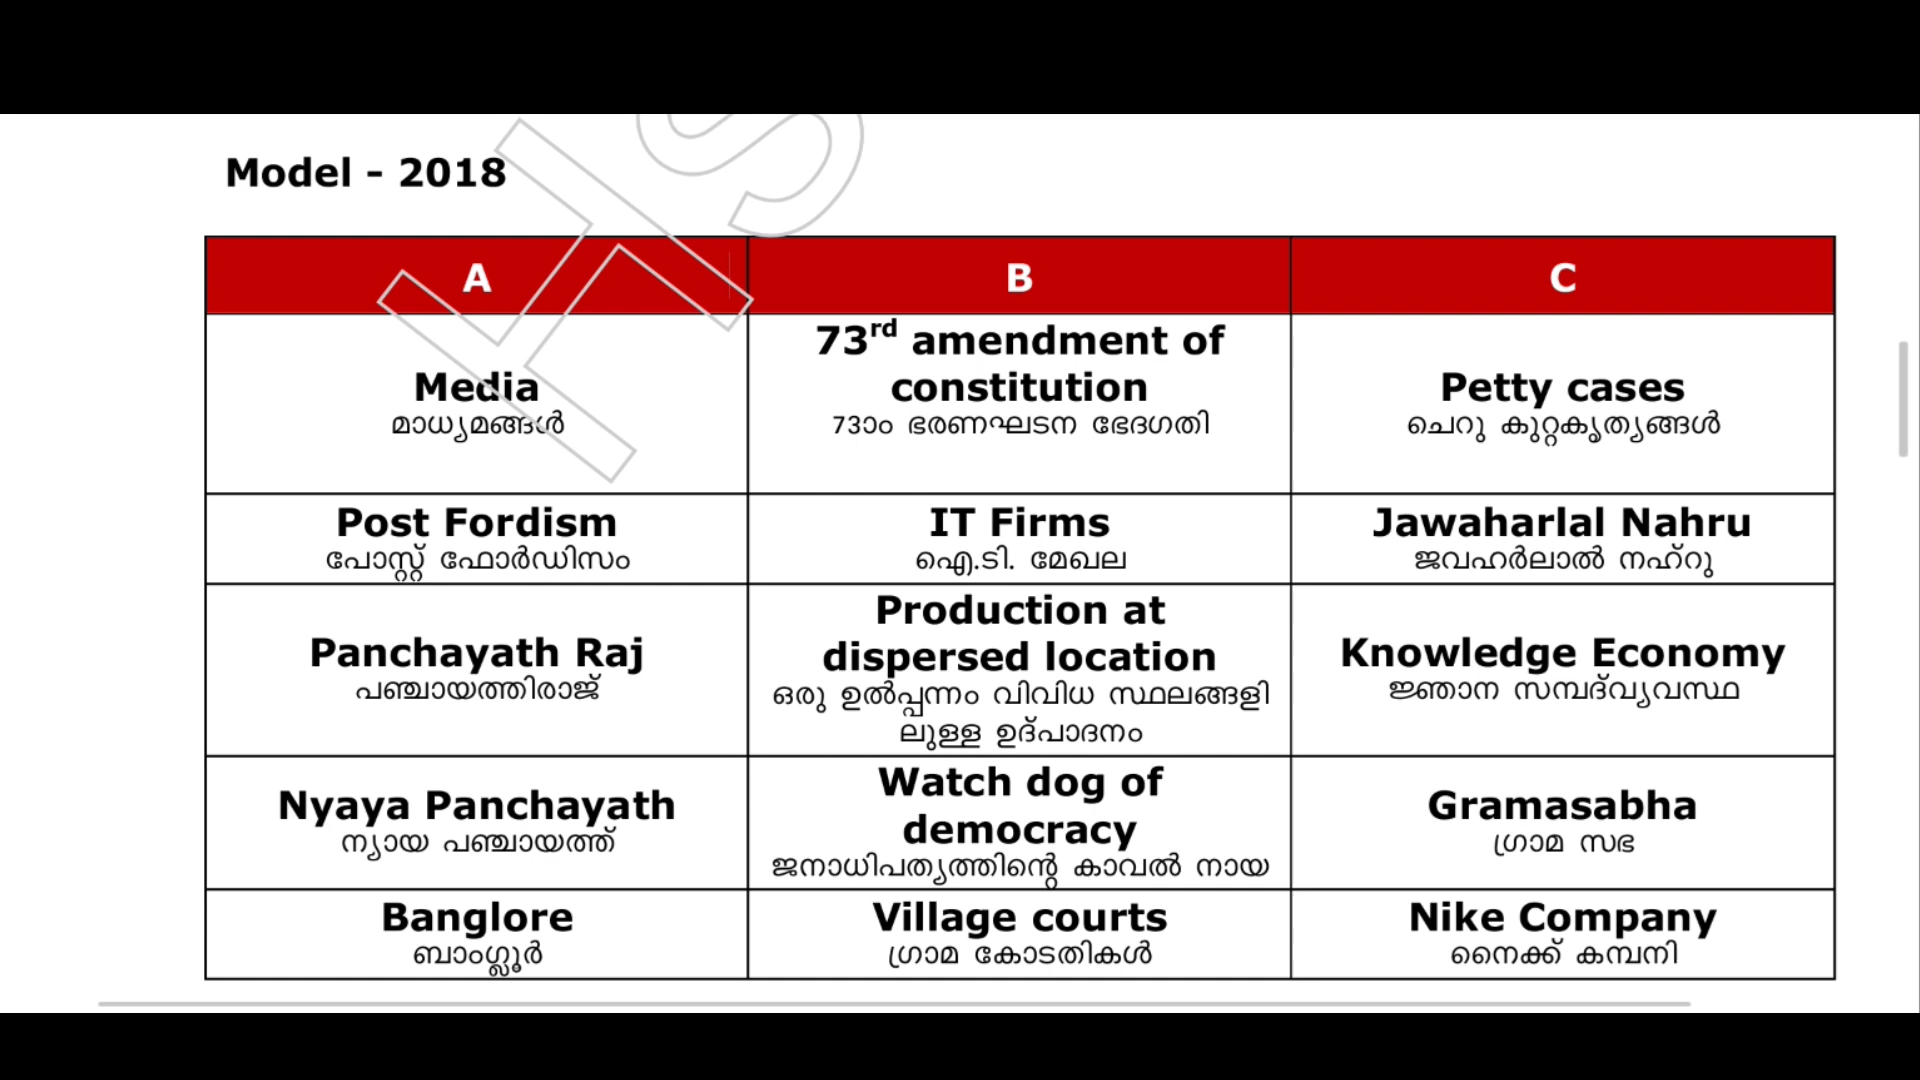 Model - 2018
A
B
C
Media
മാധ്യമങ്ങൾ
73rd amendment of
constitution
73ാം ഭരണഘടന ഭേദഗതി
Petty cases
ചെറു കുറ്റകൃത്യങ്ങൾ
Post Fordism
പോസ്റ്റ് ഫോർഡിസം
IT Firms
ഐ.ടി. മേഖല
Jawaharlal Nahru
ജവഹർലാൽ നഹ്റു
Panchayath Raj
പഞ്ചായത്തിരാജ്
Production at
dispersed location
ഒരു ഉൽപ്പന്നം വിവിധ സ്ഥലങ്ങളി
ലുള്ള ഉദ്പാദനം
Knowledge Economy
ജ്ഞാന സമ്പദ്‌വ്യവസ്ഥ
Nyaya Panchayath
ന്യായ പഞ്ചായത്ത്
Watch dog of
democracy
ജനാധിപത്യത്തിന്റെ കാവൽ നായ
Gramasabha
ഗ്രാമ സഭ
Banglore
ബാംഗ്ലൂർ
Village courts
ഗ്രാമ കോടതികൾ
Nike Company
നൈക്ക് കമ്പനി
Hs